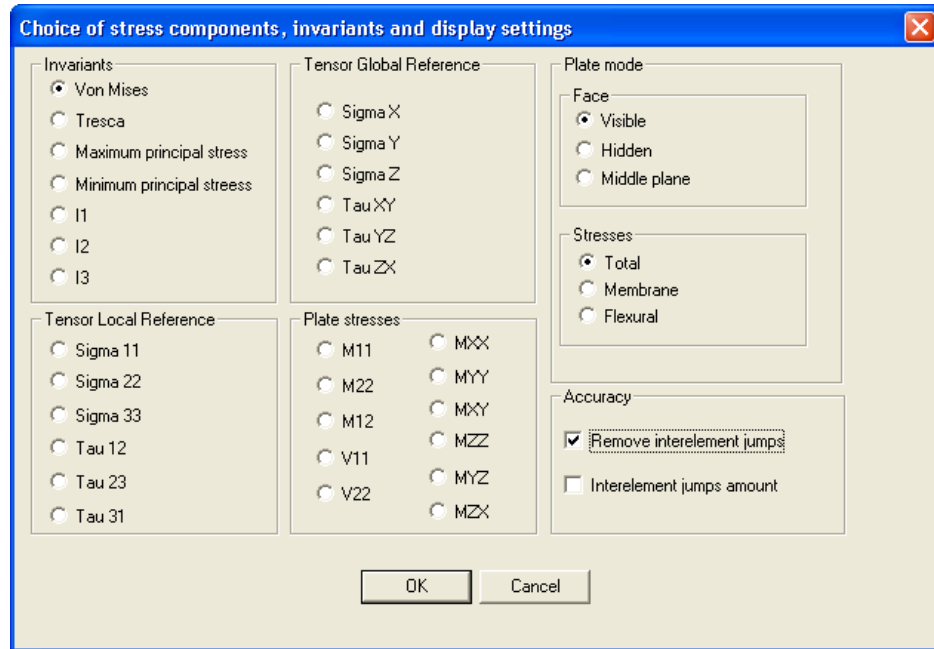 Choice of stress components, invariants and display settings
Invariants
Von Mises
Tresca
Maximum principal stress
Minimum principal streess
I1
I2
I3
Tensor Global Reference
Sigma X
Sigma Y
Sigma Z
Tau XY
Tau YZ
Tau ZX
Plate mode
Face
Visible
Hidden
Middle plane
Stresses
Total
Membrane
Flexural
Tensor Local Reference
Sigma 11
Sigma 22
Sigma 33
Tau 12
Tau 23
Tau 31
Plate stresses
M11
M22
M12
V11
V22
MXX
MYY
MXY
MZZ
MYZ
MZX
Accuracy
Remove interelement jumps
Interelement jumps amount
OK
Cancel